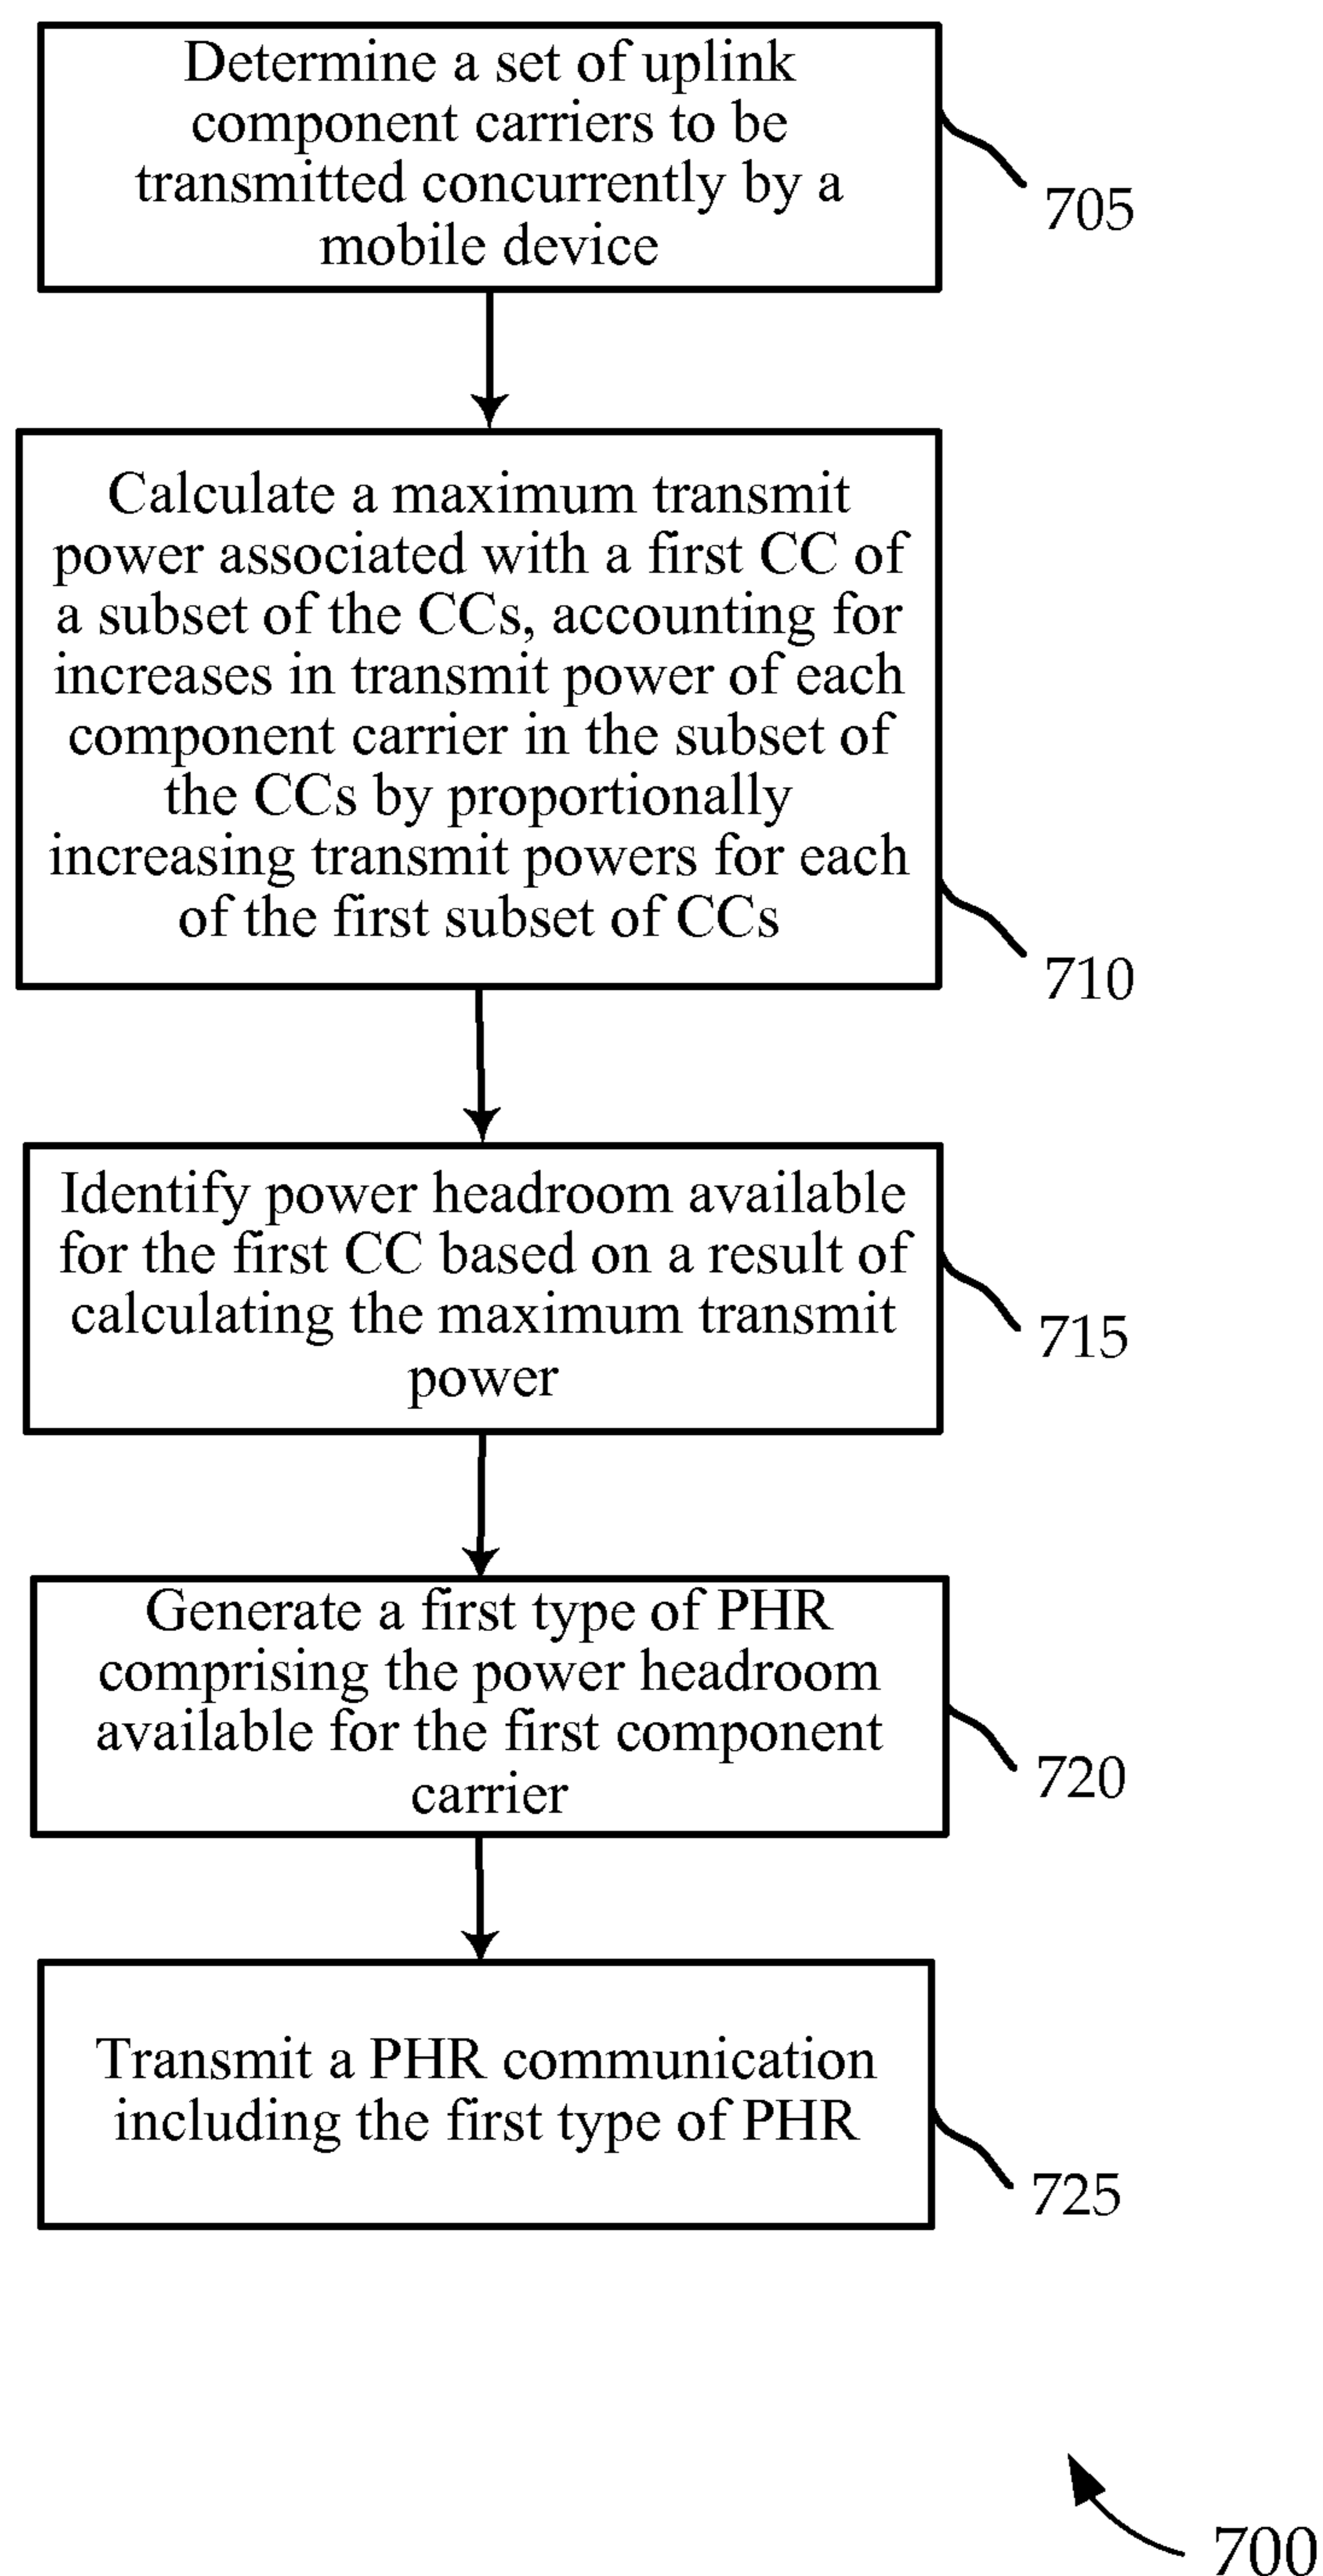 Determine a set of uplink
component carriers to be
transmitted concurrently by a
mobile device
705
Calculate a maximum transmit
power associated with a first CC of
a subset of the CCs, accounting for
increases in transmit power of each
component carrier in the subset of
the CCs by proportionally
increasing transmit powers for each
of the first subset of CCs
710
Identify power headroom available
for the first CC based on a result of
calculating the maximum transmit
power
715
Generate a first type of PHR
comprising the power headroom
available for the first component
carrier
720
Transmit a PHR communication
including the first type of PHR
725
700